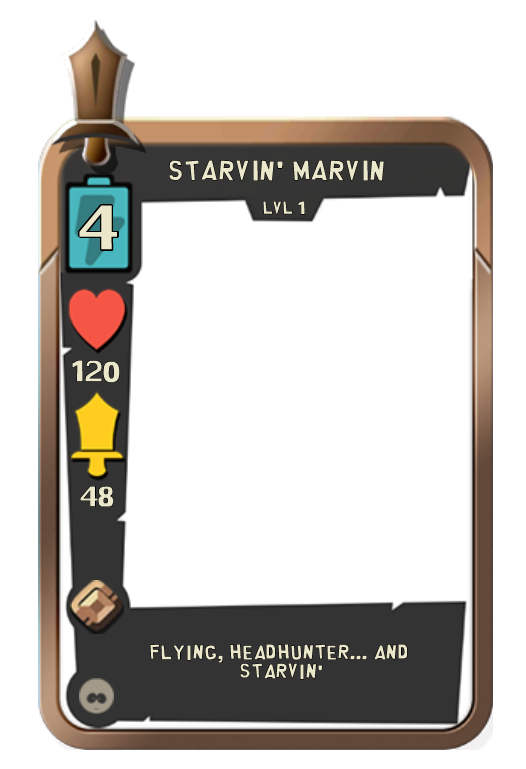 STARVIN' MARVIN
LVL 1
4
120
48
FLYING, HEADHUNTER... AND
STARVIN'